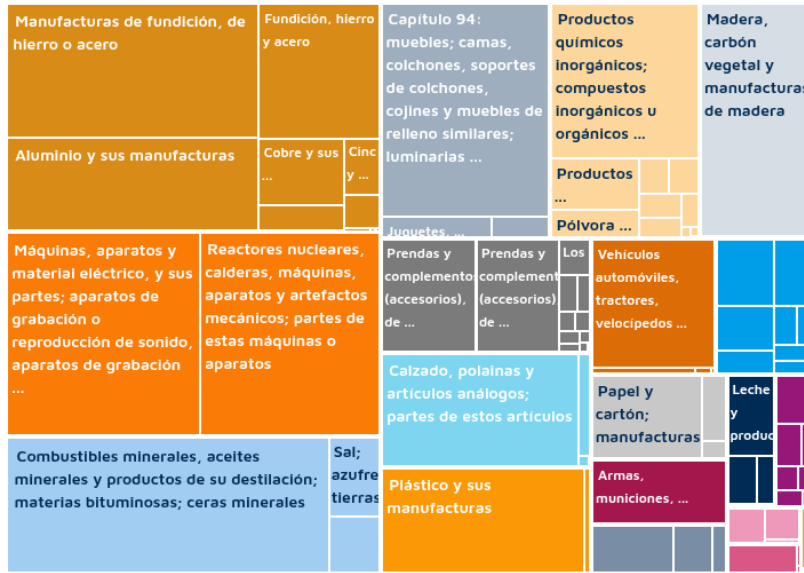 Manufacturas de fundición, de
hierro o acero
Fundición, hierro
y acero
Aluminio y sus manufacturas
Cobre y sus
...
Cinc
y ...
Capítulo 94:
muebles; camas,
colchones, soportes
de colchones,
cojines y muebles de
relleno similares;
luminarias ...
Juguetes, ...
Productos
químicos
inorgánicos;
compuestos
inorgánicos u
orgánicos ...
Productos
...
Pólvora ...
Madera,
carbón
vegetal y
manufacturas
de madera
Máquinas, aparatos y
material eléctrico, y sus
partes; aparatos de
grabación o
reproducción de sonido,
aparatos de grabación
...
Reactores nucleares,
calderas, máquinas,
aparatos y artefactos
mecánicos; partes de
estas máquinas o
aparatos
Prendas y
complementos
(accesorios),
de ...
Prendas y
complement
(accesorios),
de ...
Los
Vehículos
automóviles,
tractores,
velocípedos ...
Calzado, polainas y
artículos análogos;
partes de estos artículos
Papel y
cartón;
manufacturas
Leche
y
produc
Combustibles minerales, aceites
minerales y productos de su destilación;
materias bituminosas; ceras minerales
Sal;
azufre
tierras
Plástico y sus
manufacturas
Armas,
municiones, ...